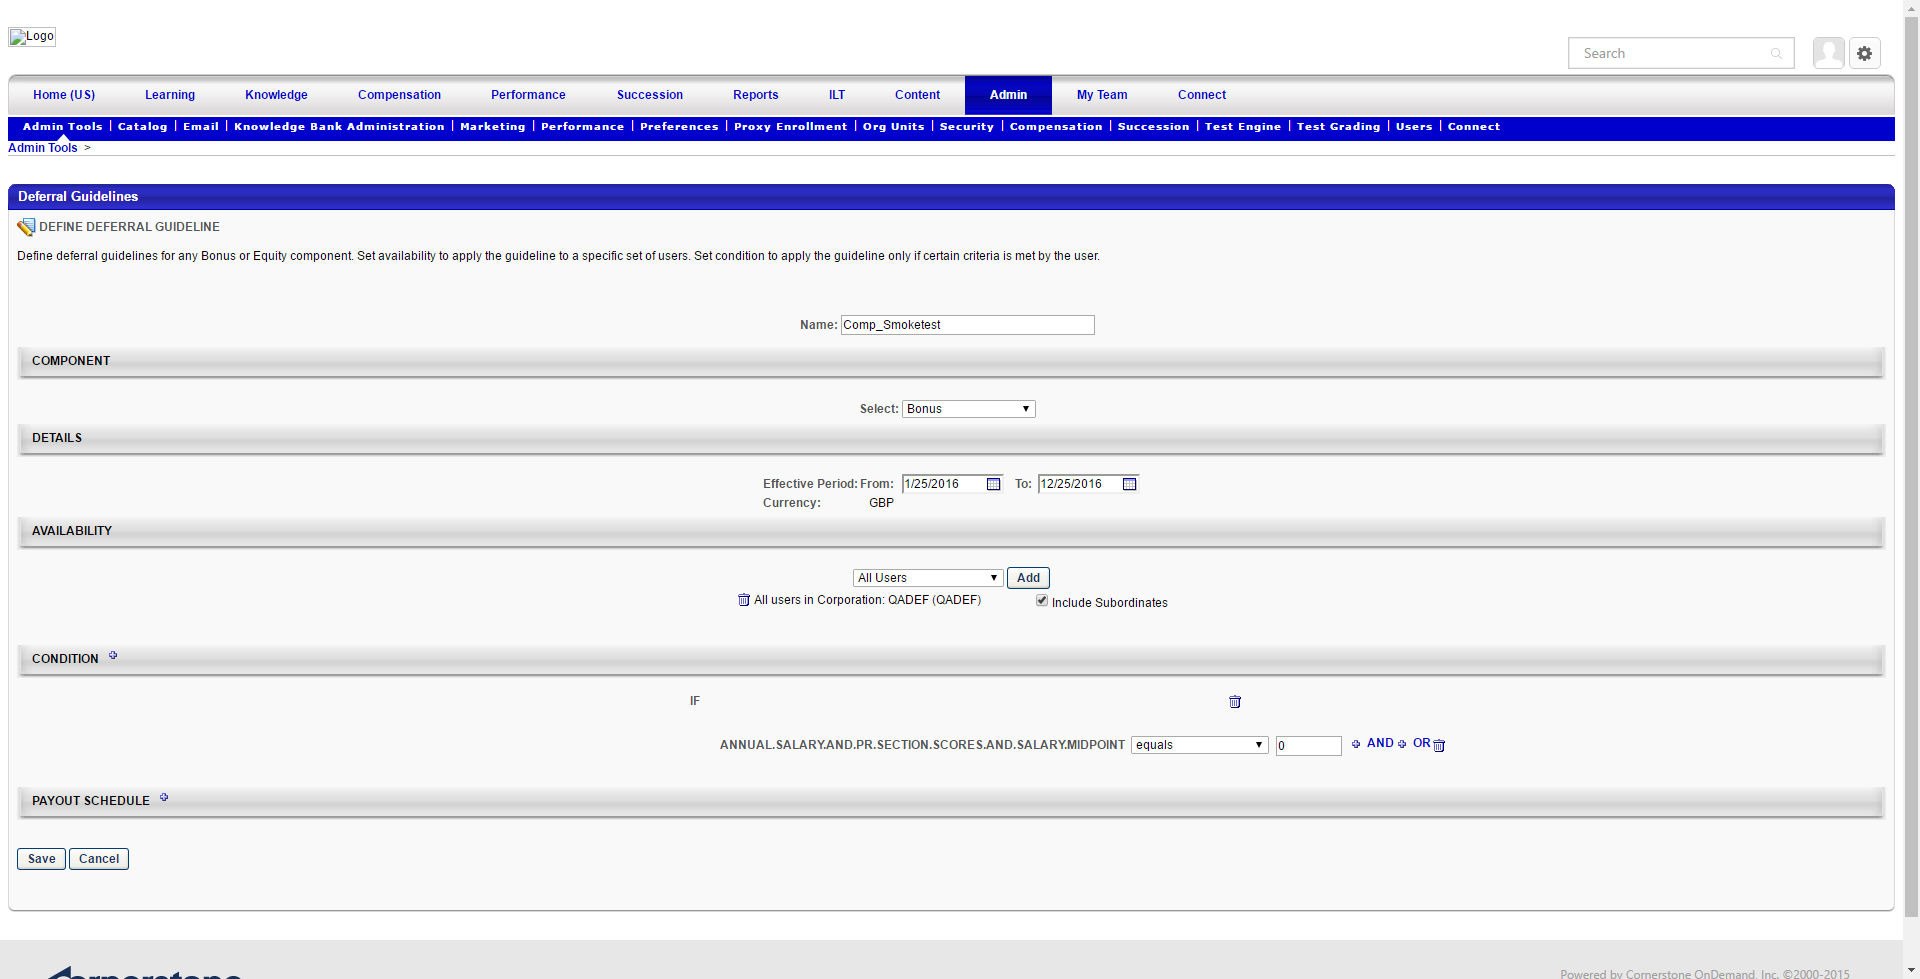 Logo
Search
Home (US) Learning Knowledge Compensation Performance Succession Reports ILT Content Admin My Team Connect
Admin Tools | Catalog | Email | Knowledge Bank Administration | Marketing | Performance | Preferences | Proxy Enrollment | Org Units | Security | Compensation | Succession | Test Engine | Test Grading | Users | Connect
Admin Tools >
Deferral Guidelines
DEFINE DEFERRAL GUIDELINE
Define deferral guidelines for any Bonus or Equity component. Set availability to apply the guideline to a specific set of users. Set condition to apply the guideline only if certain criteria is met by the user.
Name: Comp_Smoketest
COMPONENT
Select: Bonus
DETAILS
Effective Period: From: 1/25/2016 To: 12/25/2016
Currency: GBP
AVAILABILITY
All Users Add
All users in Corporation: QADEF (QADEF) Include Subordinates
CONDITION
IF
ANNUAL.SALARY.AND.PR.SECTION.SCORES.AND.SALARY.MIDPOINT equals 0 AND OR
PAYOUT SCHEDULE
Save Cancel
Cornerstone
Powered by Cornerstone OnDemand, Inc. ©2000-2015